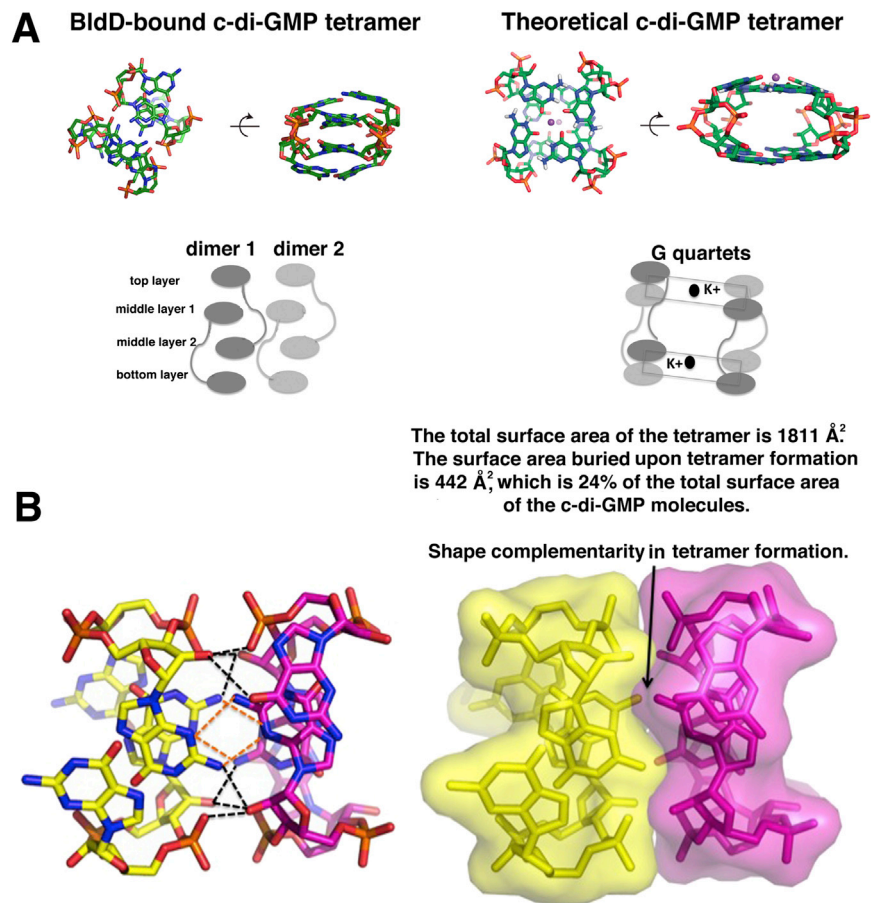 A
BldD-bound c-di-GMP tetramer
Theoretical c-di-GMP tetramer
dimer 1 dimer 2
top layer
middle layer 1
middle layer 2
bottom layer
G quartets
K+
K+
The total surface area of the tetramer is 1811 Å².
The surface area buried upon tetramer formation
is 442 Å², which is 24% of the total surface area
of the c-di-GMP molecules.
B
Shape complementarity in tetramer formation.